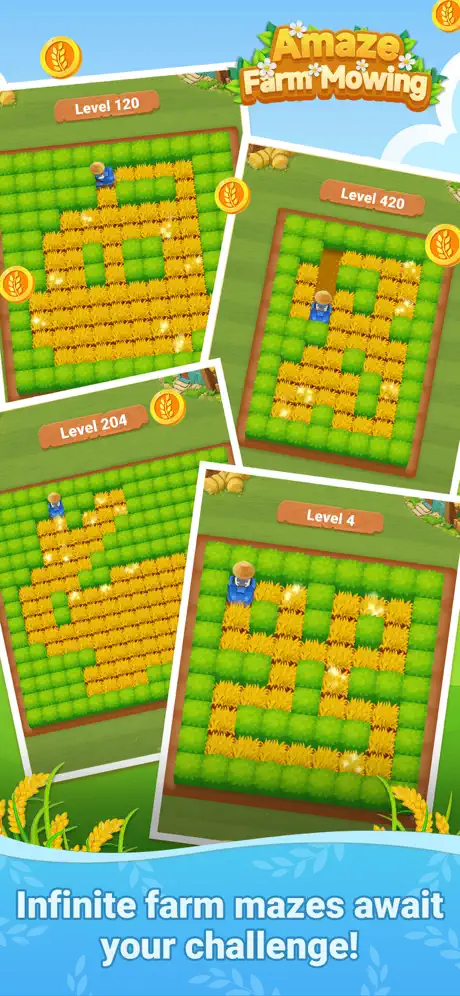 Amaze
Farm Mowing
Level 120
Level 420
Level 204
Level 4
Infinite farm mazes await
your challenge!